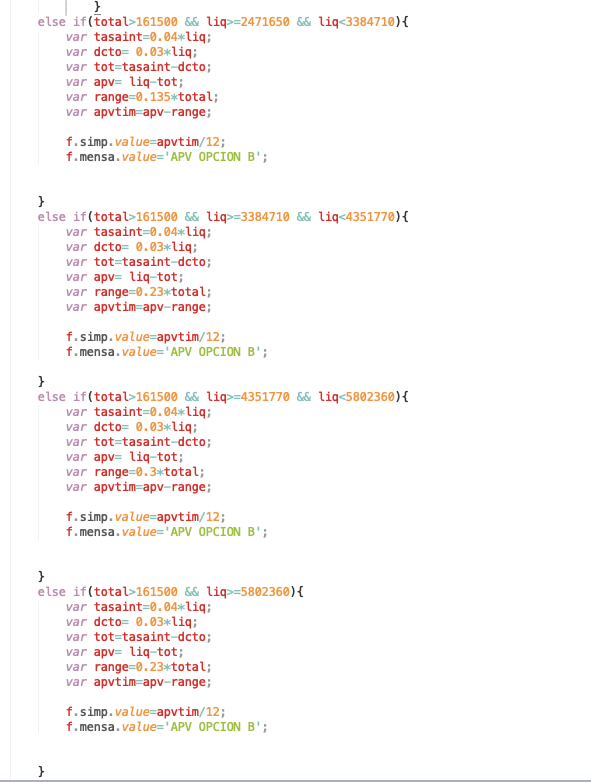 }
else if(total>161500 && liq>=2471650 && liq<3384710){
var tasaint=0.04*liq;
var dcto= 0.03*liq;
var tot=tasaint-dcto;
var apv= liq-tot;
var range=0.135*total;
var apvtim=apv-range;
f.simp.value=apvtim/12;
f.mensa.value='APV OPCION B';
}
else if(total>161500 && liq>=3384710 && liq<4351770){
var tasaint=0.04*liq;
var dcto= 0.03*liq;
var tot=tasaint-dcto;
var apv= liq-tot;
var range=0.23*total;
var apvtim=apv-range;
f.simp.value=apvtim/12;
f.mensa.value='APV OPCION B';
}
else if(total>161500 && liq>=4351770 && liq<5802360){
var tasaint=0.04*liq;
var dcto= 0.03*liq;
var tot=tasaint-dcto;
var apv= liq-tot;
var range=0.3*total;
var apvtim=apv-range;
f.simp.value=apvtim/12;
f.mensa.value='APV OPCION B';
}
else if(total>161500 && liq>=5802360){
var tasaint=0.04*liq;
var dcto= 0.03*liq;
var tot=tasaint-dcto;
var apv= liq-tot;
var range=0.23*total;
var apvtim=apv-range;
f.simp.value=apvtim/12;
f.mensa.value='APV OPCION B';
}